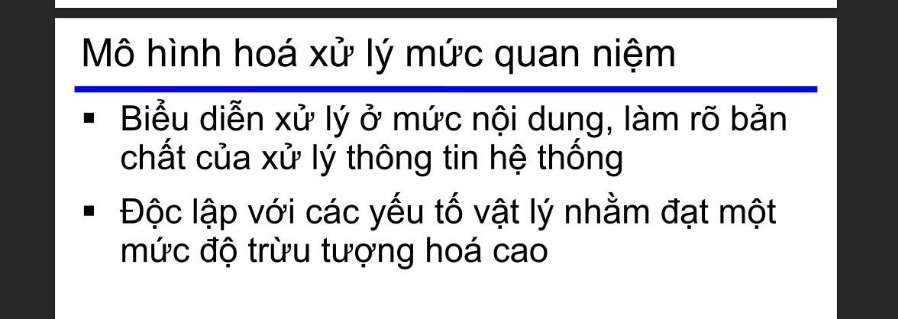 Mô hình hoá xử lý mức quan niệm
▪ Biểu diễn xử lý ở mức nội dung, làm rõ bản
chất của xử lý thông tin hệ thống
▪ Độc lập với các yếu tố vật lý nhằm đạt một
mức độ trừu tượng hoá cao